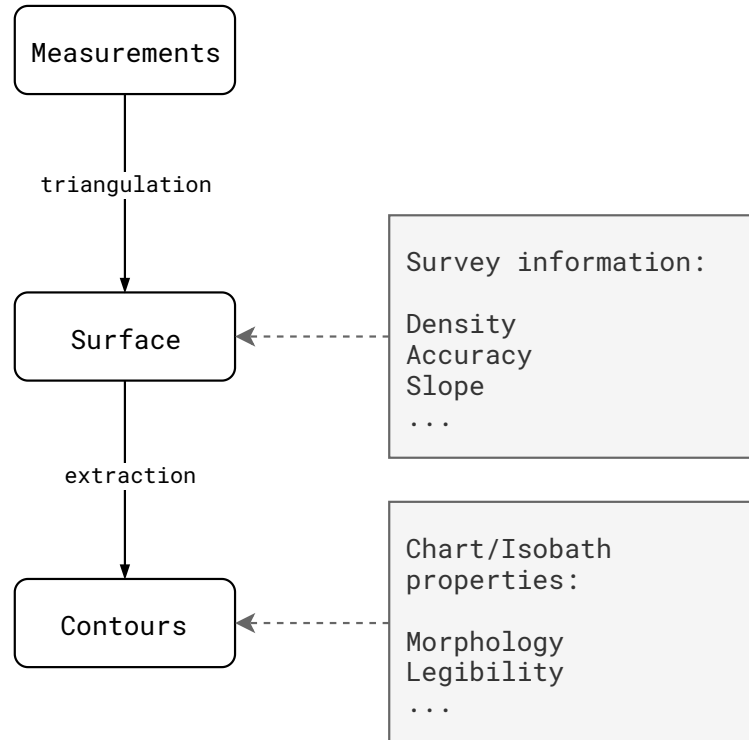 Measurements
triangulation
Surface
Survey information:
Density
Accuracy
Slope
...
extraction
Contours
Chart/Isobath
properties:
Morphology
Legibility
...